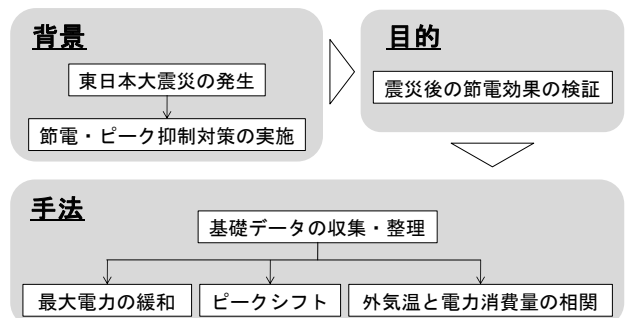 背景
東日本大震災の発生
節電・ピーク抑制対策の実施
目的
震災後の節電効果の検証
手法
基礎データの収集・整理
最大電力の緩和
ピークシフト
外気温と電力消費量の相関